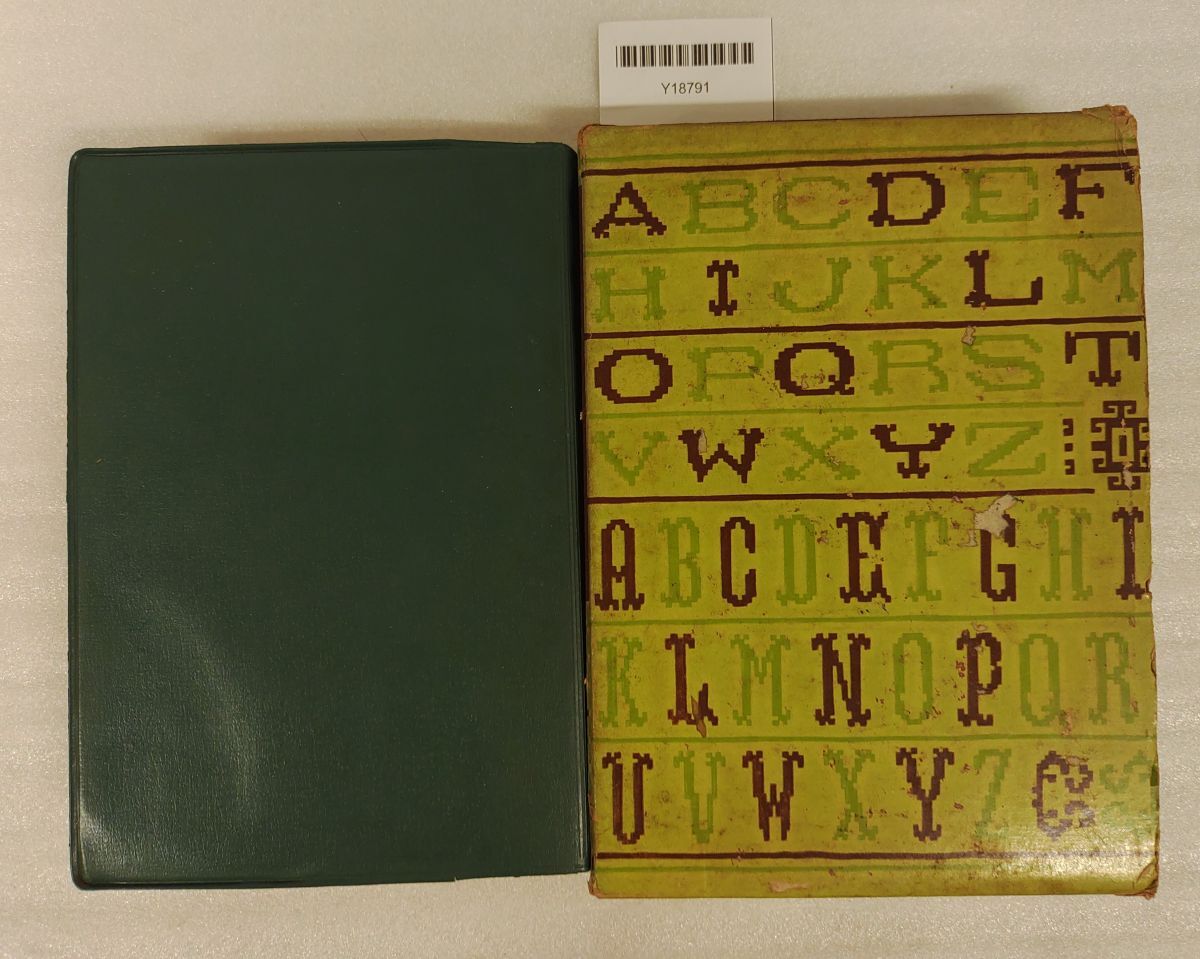 Y18791
ABCDEF
HIJKLM
OPQRST
VWXYZ
ABCDEFGHI
KLMNOPQR
UVWXYZ